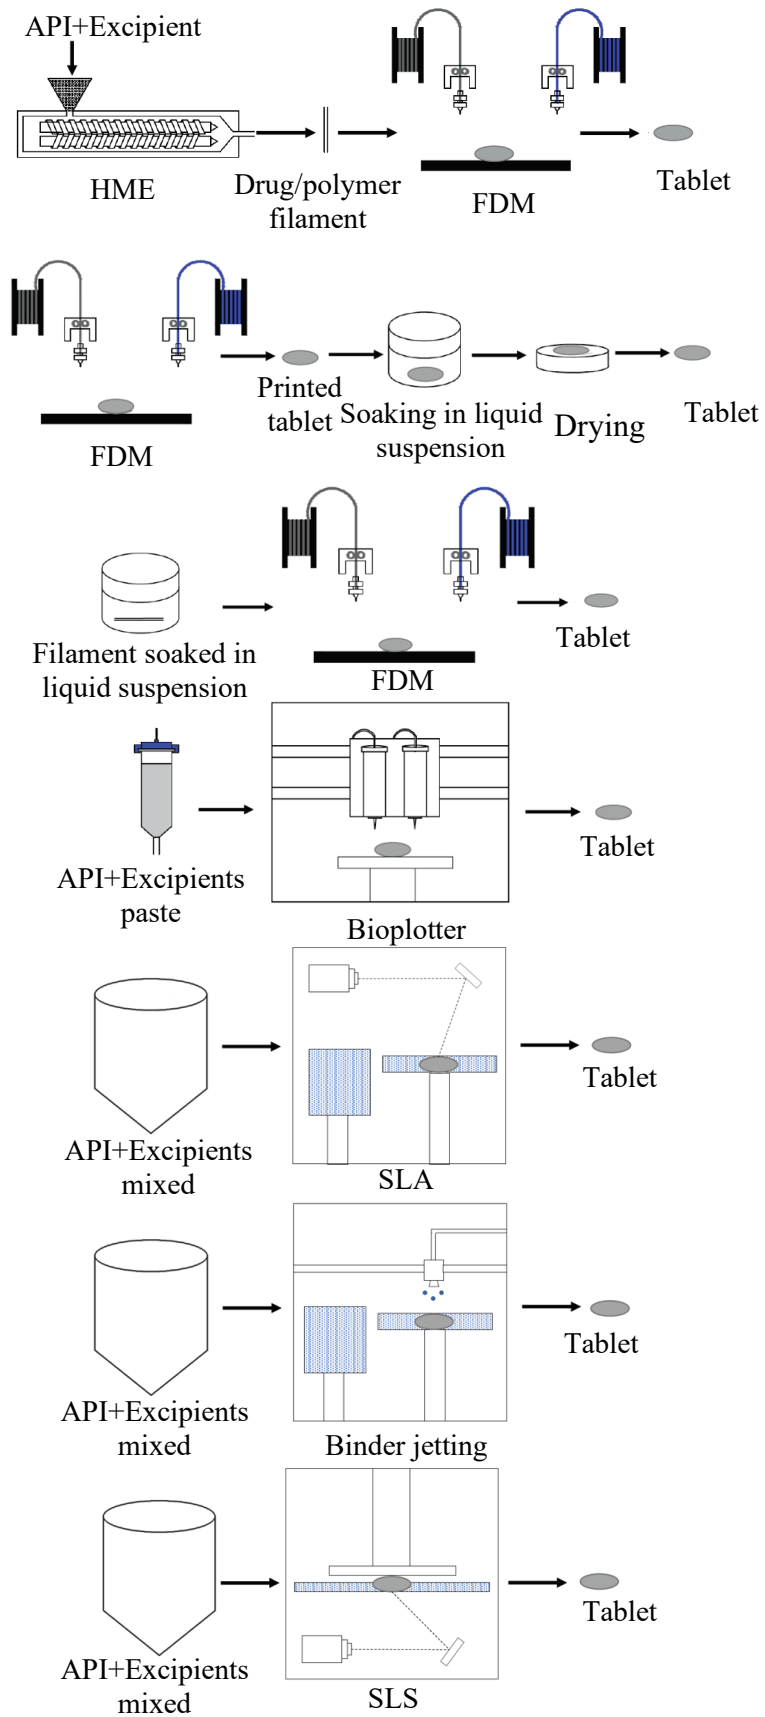 API+Excipient
HME
Drug/polymer
filament
FDM
Tablet
FDM
Printed
tablet
Soaking in liquid
suspension
Drying
Tablet
Filament soaked in
liquid suspension
FDM
Tablet
API+Excipients
paste
Bioplotter
Tablet
API+Excipients
mixed
SLA
Tablet
API+Excipients
mixed
Binder jetting
Tablet
API+Excipients
mixed
SLS
Tablet